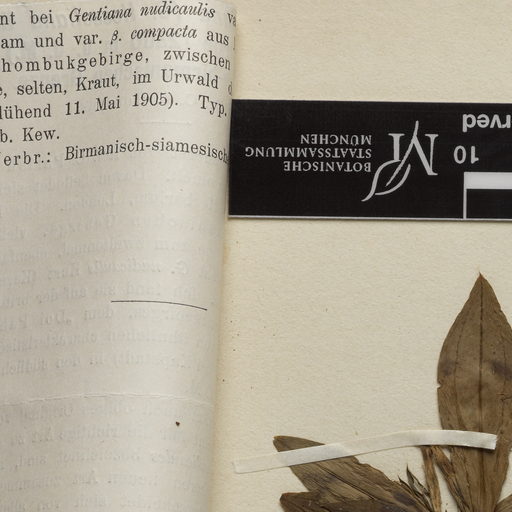 nt bei Gentiana nudicaulis
am und var. β. compacta aus
hombukgebirge, zwischen
selten, Kraut, im Urwald
lühend 11. Mai 1905). Typ.
b. Kew.
erbr.: Birmanisch-siamesisch
rved
10
BOTANISCHE
STAATSSAMMLUNG
MÜNCHEN
M